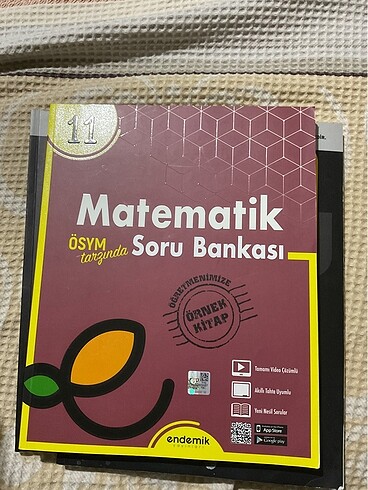 11
Matematik
ÖSYM
tarzında
Soru Bankası
ÖĞRETMENİMİZE
ÖRNEK
KİTAP
Tamamı Video Çözümlü
Akıllı Tahta Uyumlu
Yeni Nesil Sorular
App Store
Google play
endemik